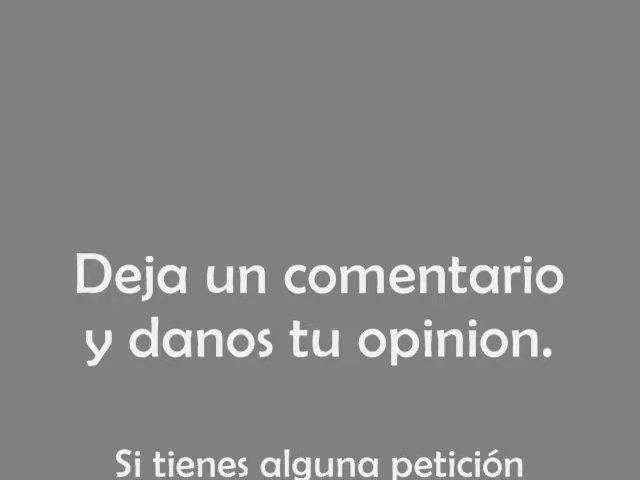 Deja un comentario
y danos tu opinion.
Si tienes alguna petición